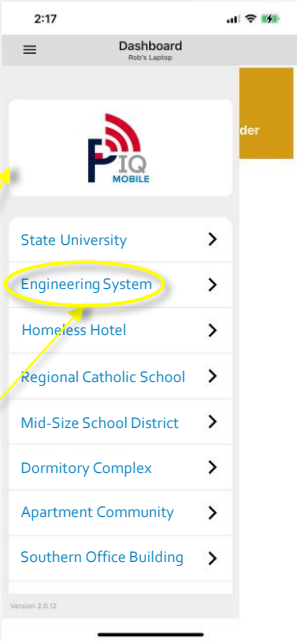 2:17
Dashboard
Rob's Laptop
der
PIQ
MOBILE
State University
Engineering System
Homeless Hotel
Regional Catholic School
Mid-Size School District
Dormitory Complex
Apartment Community
Southern Office Building
Version 2.0.12